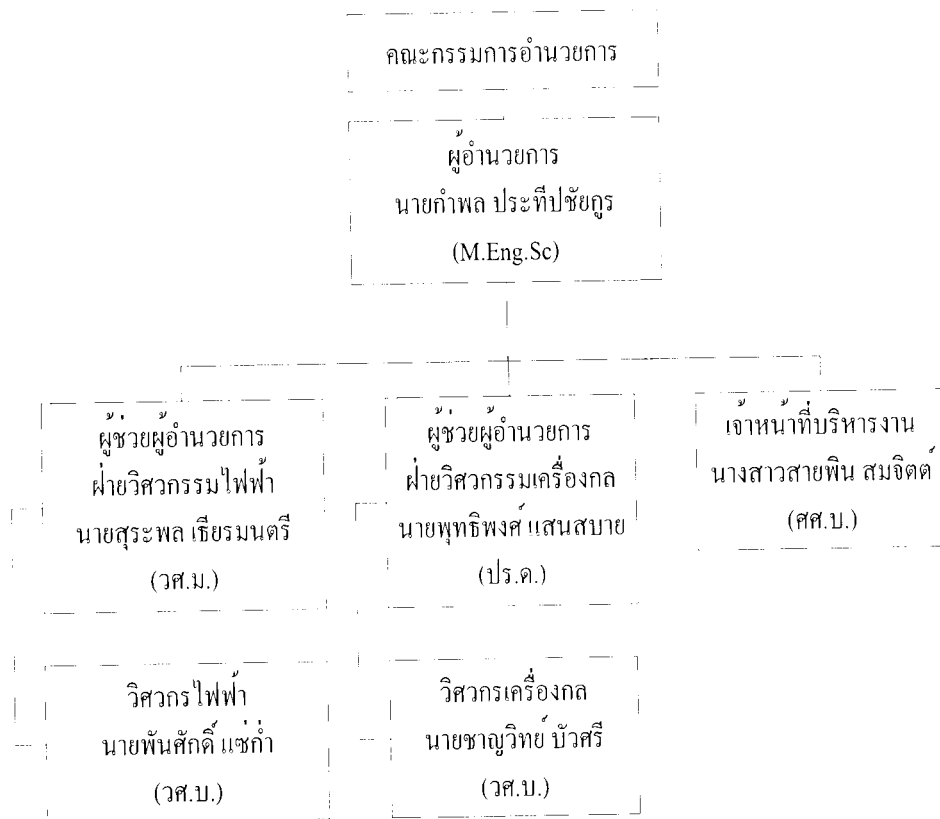 คณะกรรมการอำนวยการ
ผู้อำนวยการ
นายกำพล ประทีปชัยกูร
(M.Eng.Sc)
ผู้ช่วยผู้อำนวยการ
ฝ่ายวิศวกรรมไฟฟ้า
นายสุระพล เธียรมนตรี
(วศ.ม.)
ผู้ช่วยผู้อำนวยการ
ฝ่ายวิศวกรรมเครื่องกล
นายพุทธิพงศ์ แสนสบาย
(ปร.ด.)
เจ้าหน้าที่บริหารงาน
นางสาวสายพิน สมจิตต์
(ศศ.บ.)
วิศวกรไฟฟ้า
นายพันศักดิ์ แซ่ก่ำ
(วศ.บ.)
วิศวกรเครื่องกล
นายชาญวิทย์ บัวศรี
(วศ.บ.)